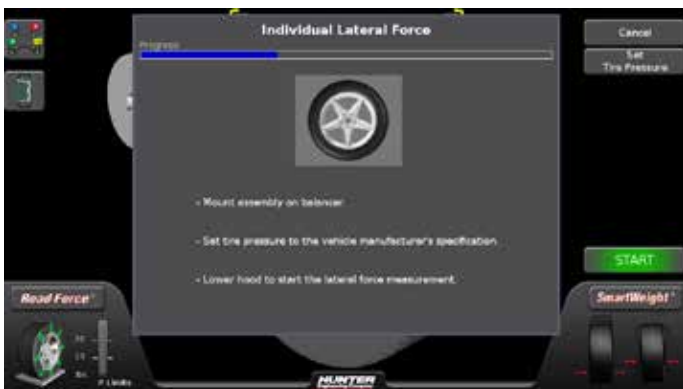 Individual Lateral Force
Progress
Cancel
Set
Tire Pressure
- Mount assembly on balancer
- Set tire pressure to the vehicle manufacturer's specification
- Lower hood to start the lateral force measurement.
START
Road Force
SmartWeight
HUNTER